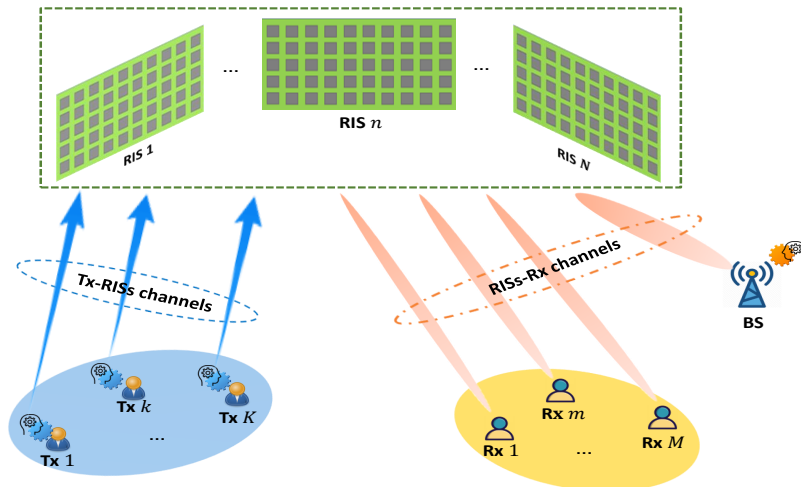 ...
...
RIS 1
RIS n
RIS N
Tx-RISs channels
RISs-Rx channels
BS
Tx k
Tx K
Tx 1
...
Rx m
Rx 1
Rx M
...